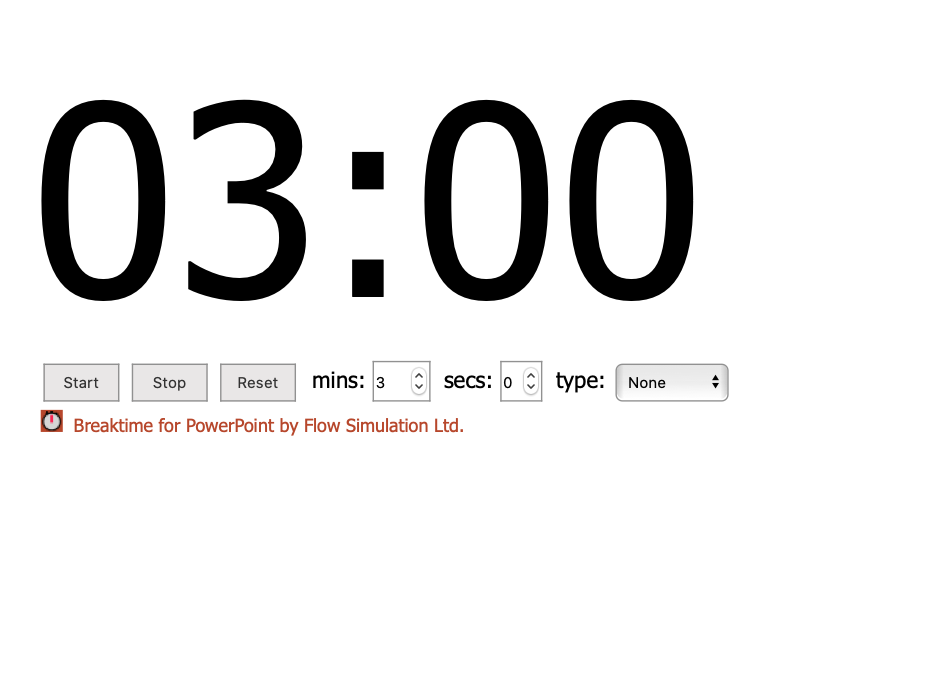 03:00
Start Stop Reset mins: 3 secs: 0 type: None
Breaktime for PowerPoint by Flow Simulation Ltd.